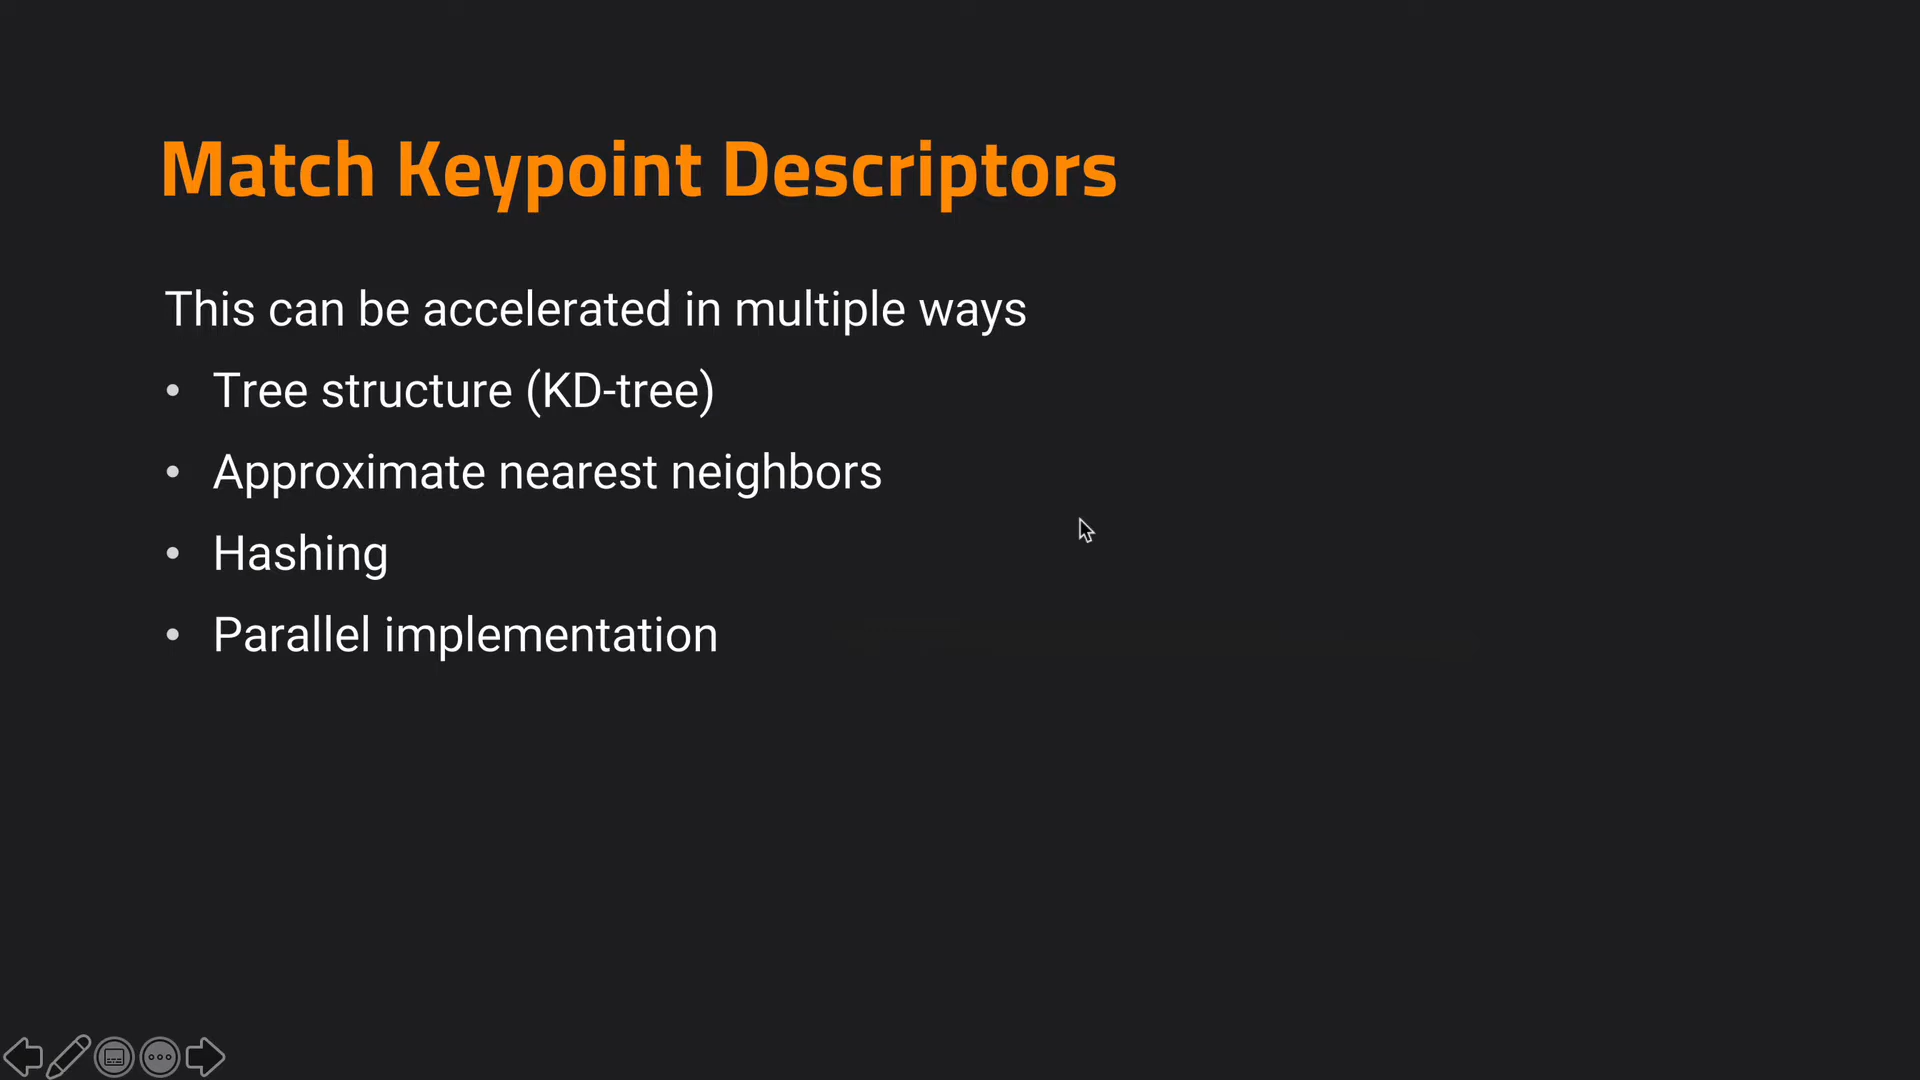 Match Keypoint Descriptors
This can be accelerated in multiple ways
• Tree structure (KD-tree)
• Approximate nearest neighbors
• Hashing
• Parallel implementation